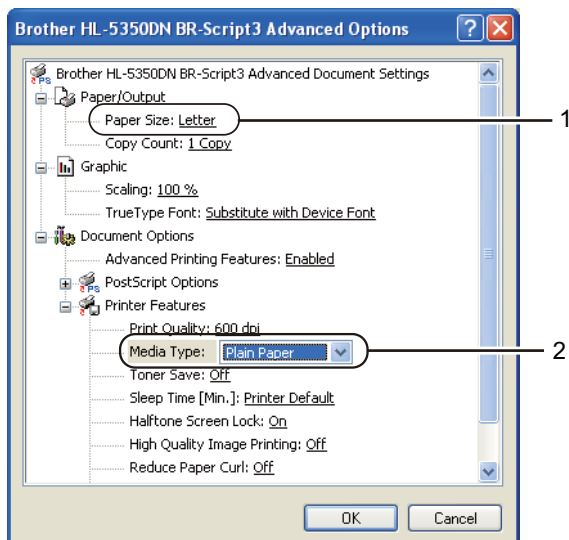 Brother HL-5350DN BR-Script3 Advanced Options
Brother HL-5350DN BR-Script3 Advanced Document Settings
Paper/Output
Paper Size: Letter
1
Copy Count: 1 Copy
Graphic
Scaling: 100 %
TrueType Font: Substitute with Device Font
Document Options
Advanced Printing Features: Enabled
PostScript Options
Printer Features
Print Quality: 600 dpi
Media Type: Plain Paper
2
Toner Save: Off
Sleep Time [Min.]: Printer Default
Halftone Screen Lock: On
High Quality Image Printing: Off
Reduce Paper Curl: Off
OK Cancel